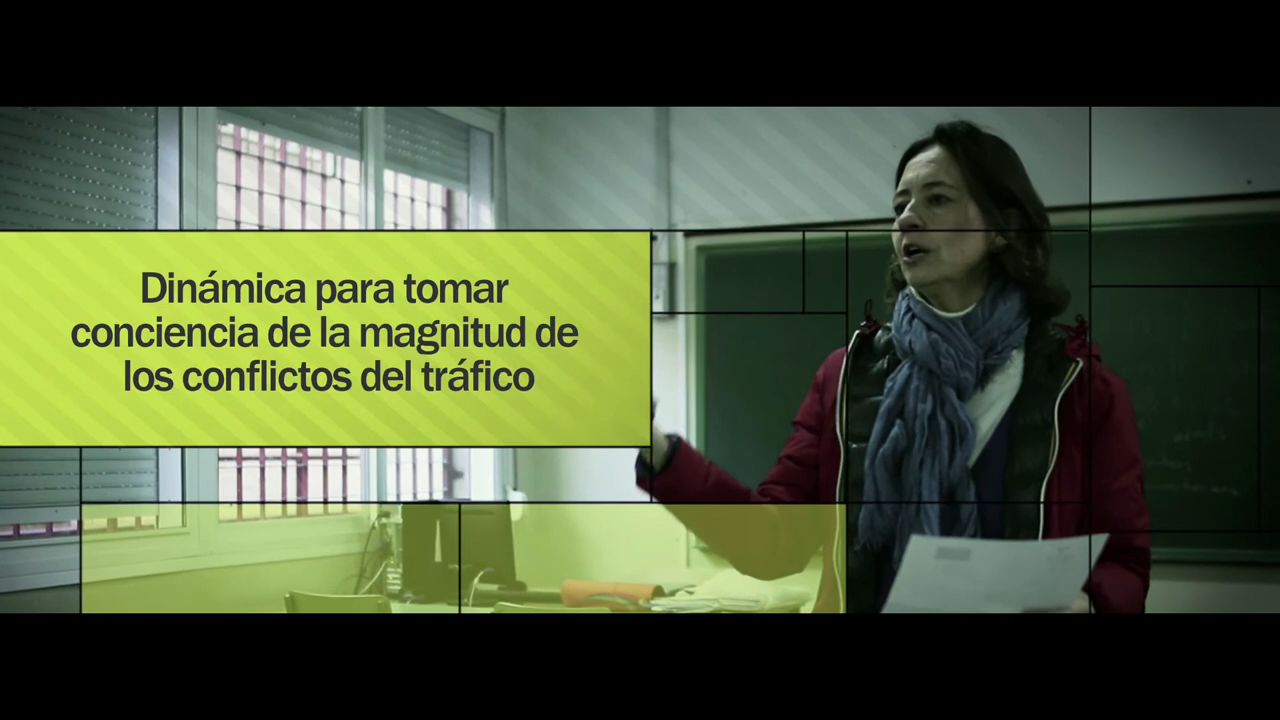 Dinámica para tomar
conciencia de la magnitud de
los conflictos del tráfico